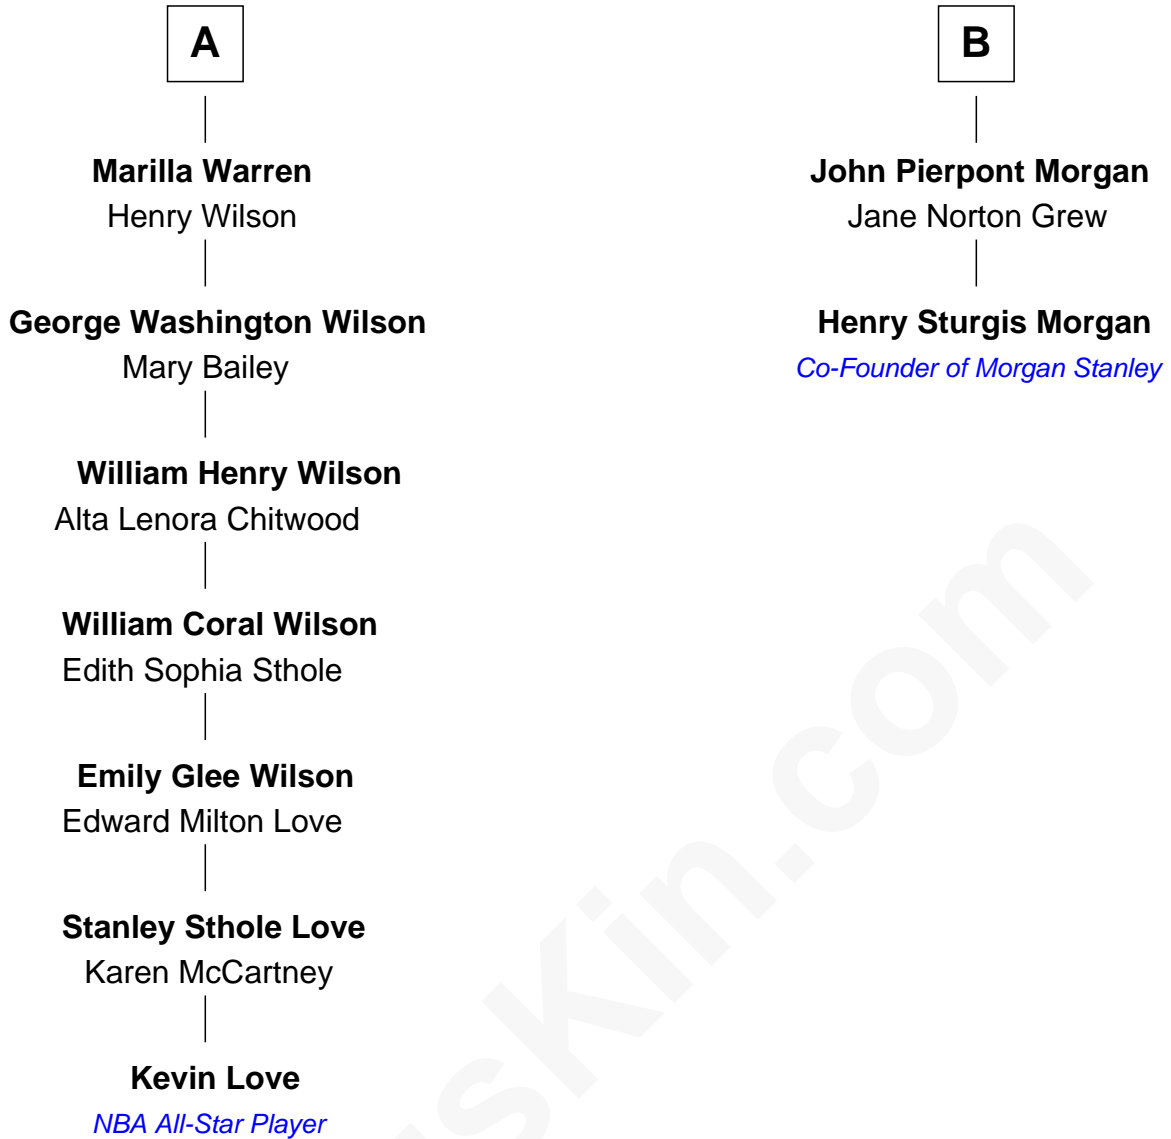 A
Marilla Warren
Henry Wilson
George Washington Wilson
Mary Bailey
William Henry Wilson
Alta Lenora Chitwood
William Coral Wilson
Edith Sophia Sthole
Emily Glee Wilson
Edward Milton Love
Stanley Sthole Love
Karen McCartney
Kevin Love
NBA All-Star Player
B
John Pierpont Morgan
Jane Norton Grew
Henry Sturgis Morgan
Co-Founder of Morgan Stanley